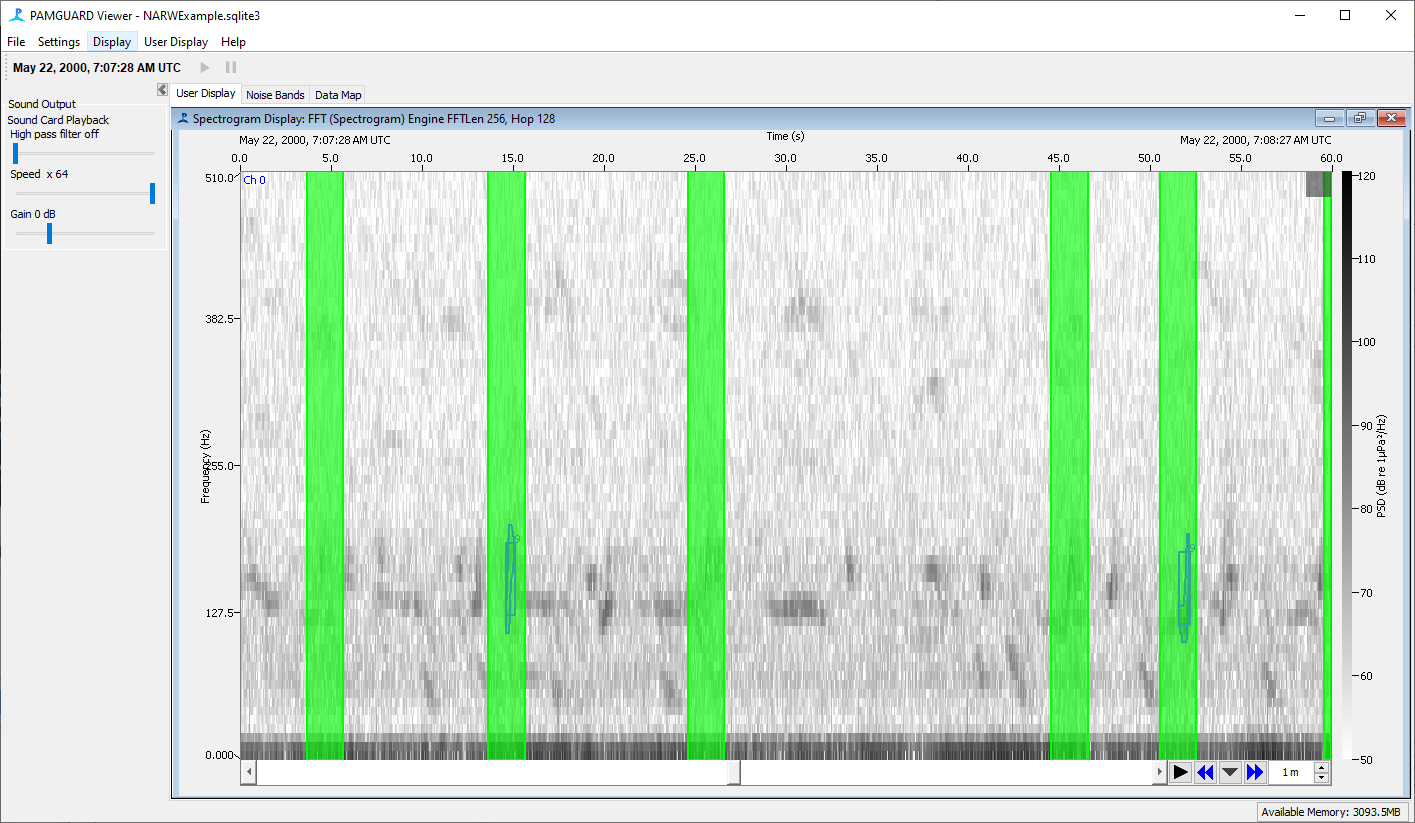 PAMGUARD Viewer - NARWExample.sqlite3
File Settings Display User Display Help
May 22, 2000, 7:07:28 AM UTC
Sound Output
Sound Card Playback
High pass filter off
Speed x 64
Gain 0 dB
User Display Noise Bands Data Map
Spectrogram Display: FFT (Spectrogram) Engine FFTLen 256, Hop 128
May 22, 2000, 7:07:28 AM UTC Time (s) May 22, 2000, 7:08:27 AM UTC
0.0 5.0 10.0 15.0 20.0 25.0 30.0 35.0 40.0 45.0 50.0 55.0 60.0
Ch 0
510.0
382.5
255.0
127.5
0.000
Frequency (Hz)
9
9
120
110
100
90
80
70
60
50
PSD (dB re 1µPa²/Hz)
1 m
Available Memory: 3093.5MB